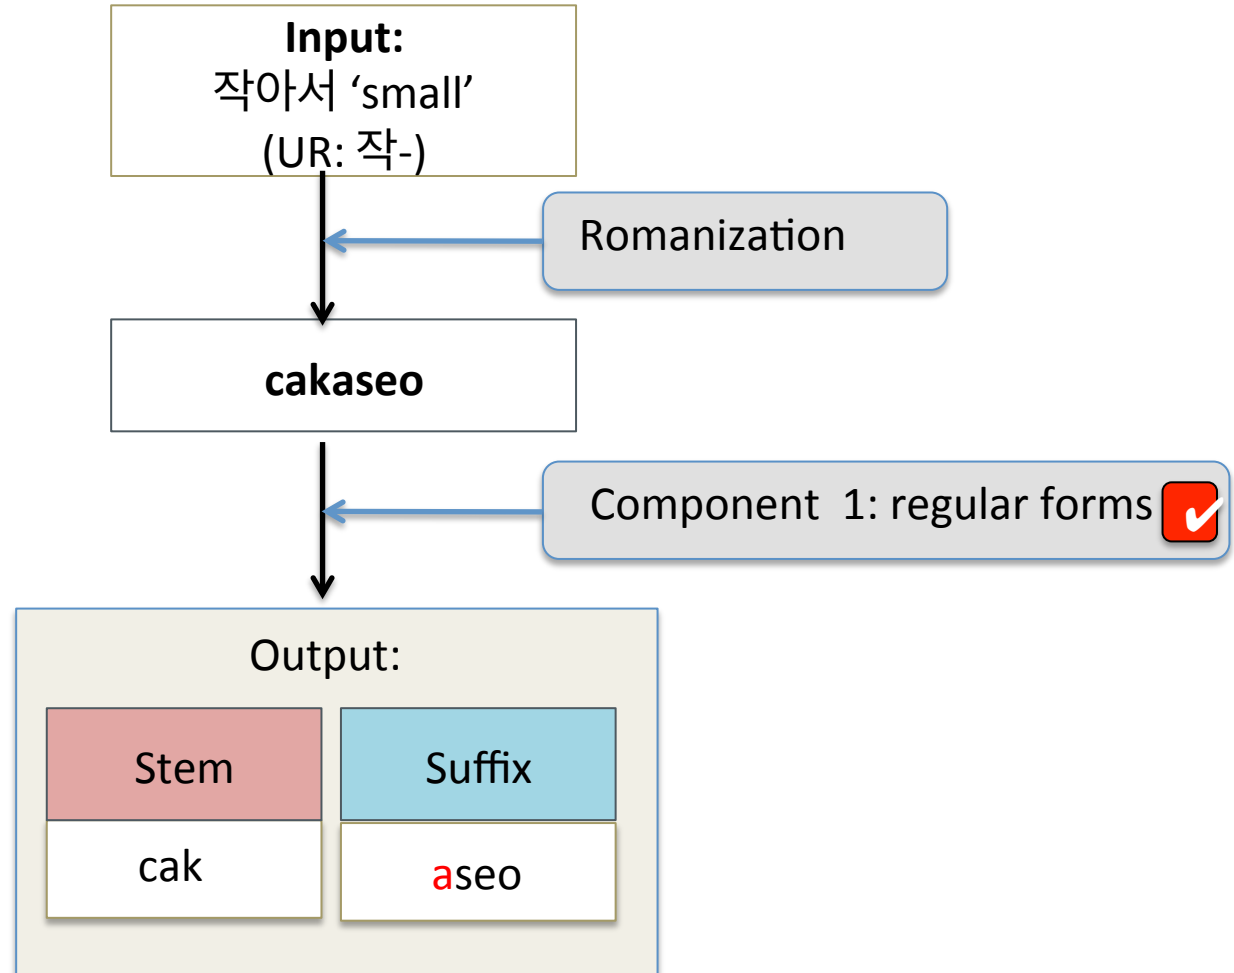 Input:
작아서 ‘small’
(UR: 작-)
Romanization
cakaseo
Component 1: regular forms
Output:
Stem
Suffix
cak
aseo